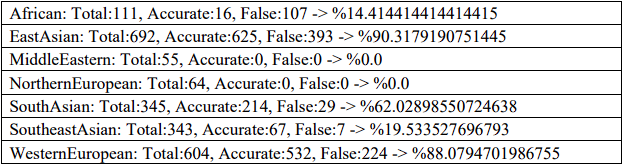 African: Total:111, Accurate:16, False:107 -> %14.414414414414415
EastAsian: Total:692, Accurate:625, False:393 -> %90.3179190751445
MiddleEastern: Total:55, Accurate:0, False:0 -> %0.0
NorthernEuropean: Total:64, Accurate:0, False:0 -> %0.0
SouthAsian: Total:345, Accurate:214, False:29 -> %62.02898550724638
SoutheastAsian: Total:343, Accurate:67, False:7 -> %19.533527696793
WesternEuropean: Total:604, Accurate:532, False:224 -> %88.0794701986755